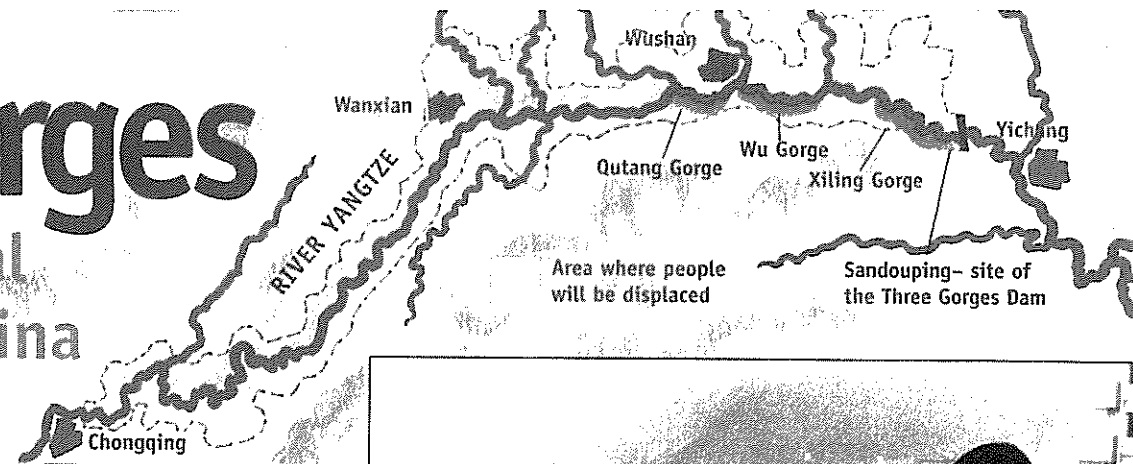 rges
al
ina
Wushan
Wanxian
Yichang
Qutang Gorge
Wu Gorge
Xiling Gorge
RIVER YANGTZE
Area where people
will be displaced
Sandouping– site of
the Three Gorges Dam
Chongqing